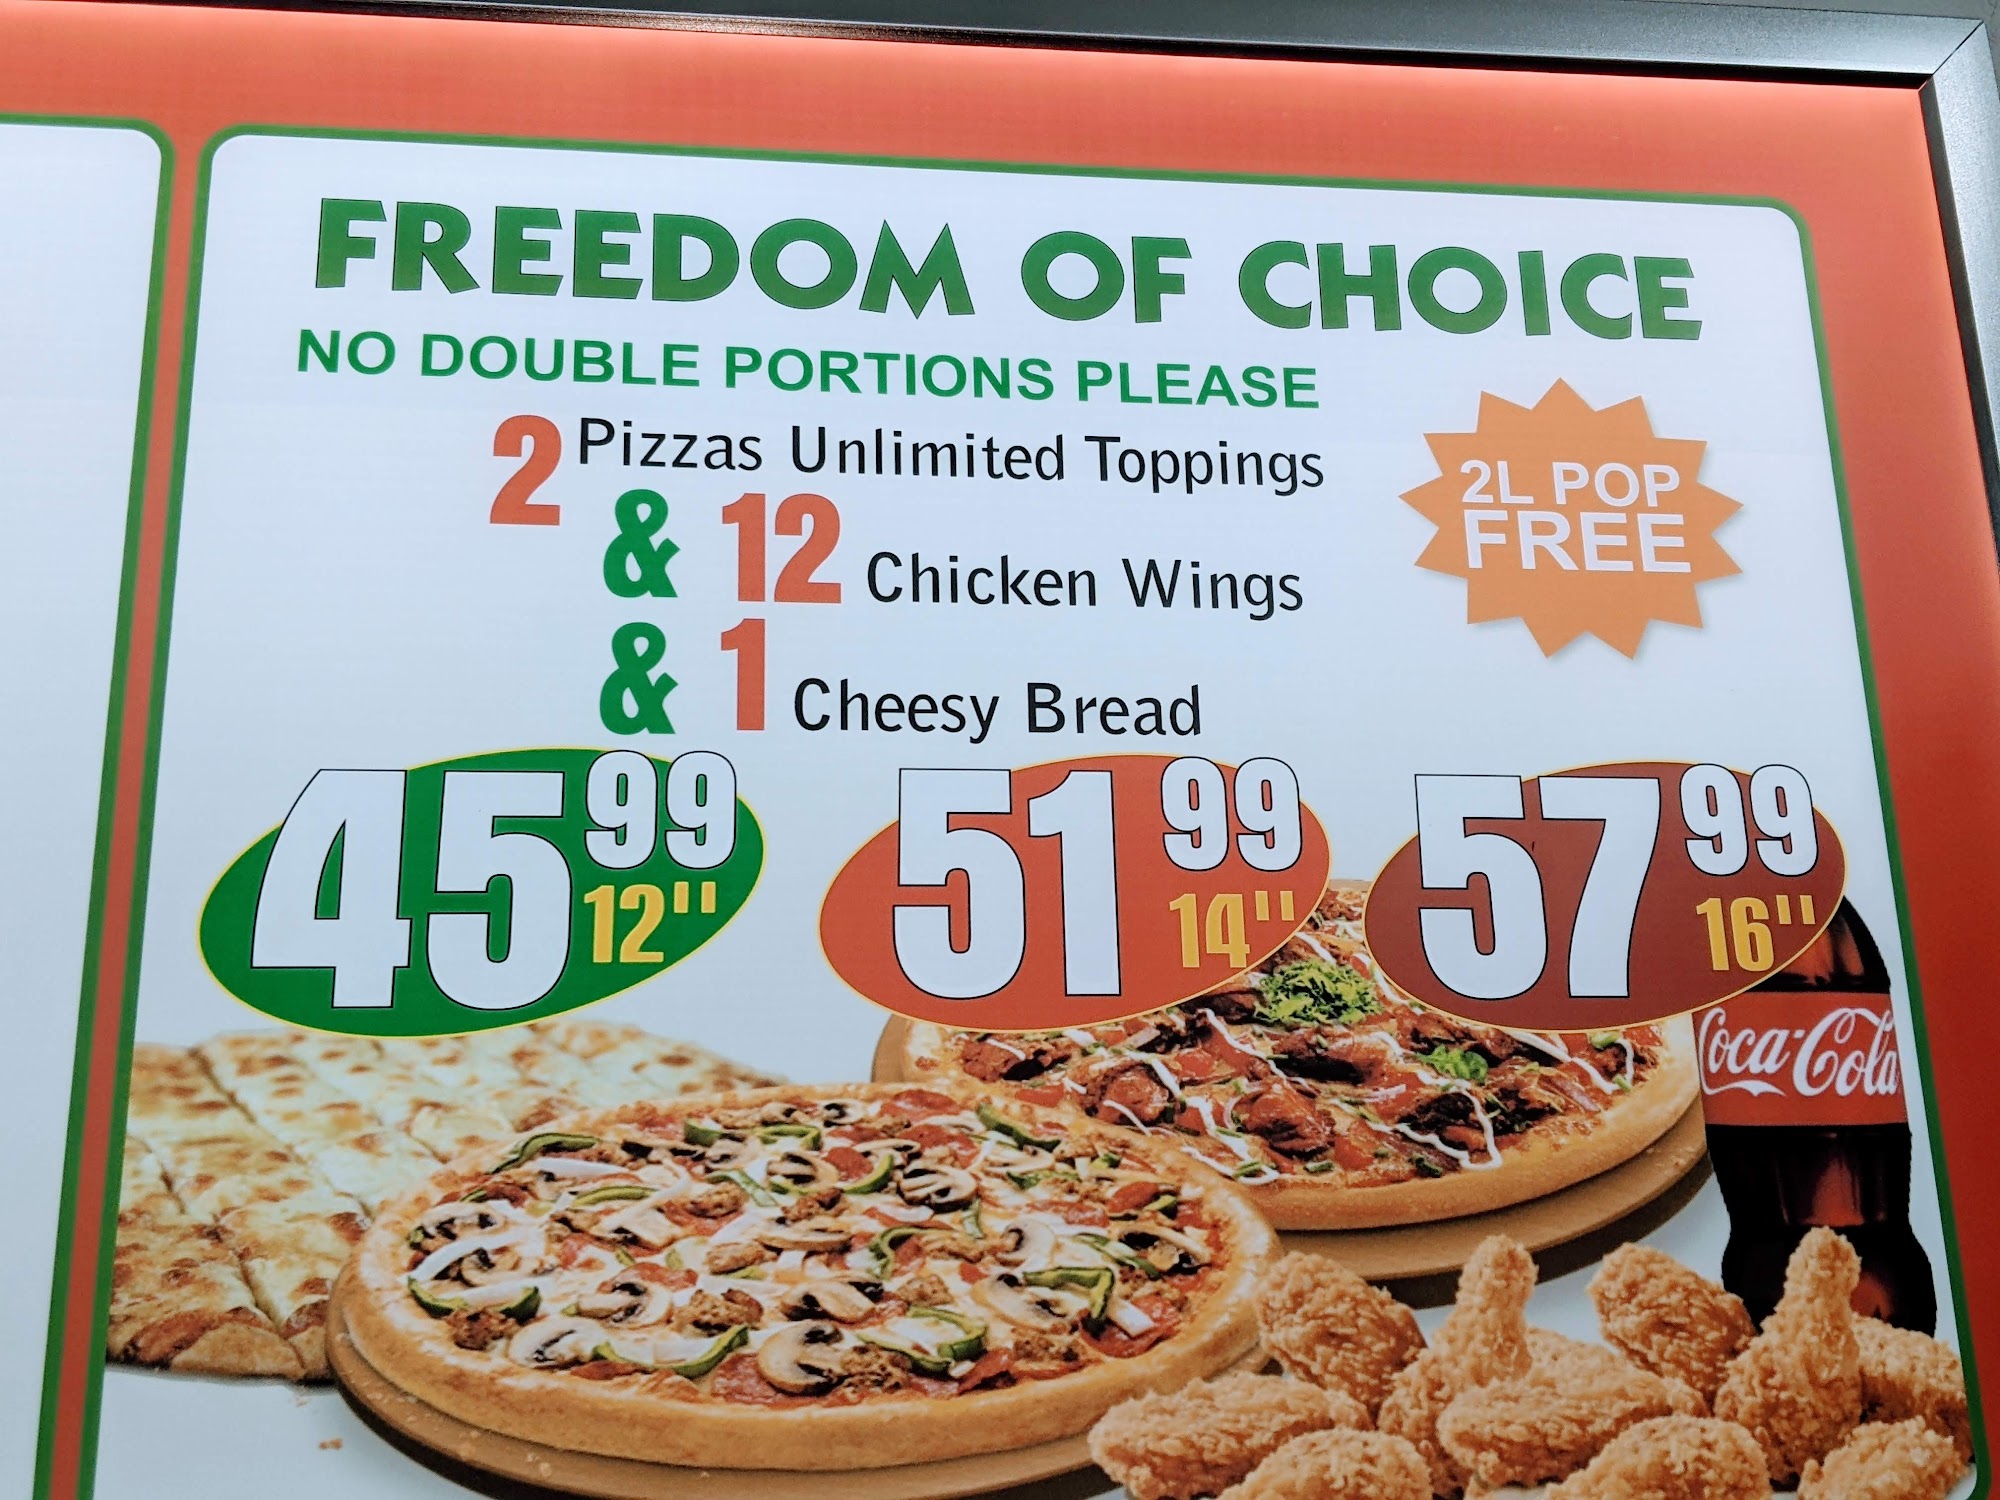 FREEDOM OF CHOICE
NO DOUBLE PORTIONS PLEASE
2 Pizzas Unlimited Toppings
& 12 Chicken Wings
& 1 Cheesy Bread
2L POP
FREE
45 99
12"
51 99
14"
57 99
16"
Coca-Cola